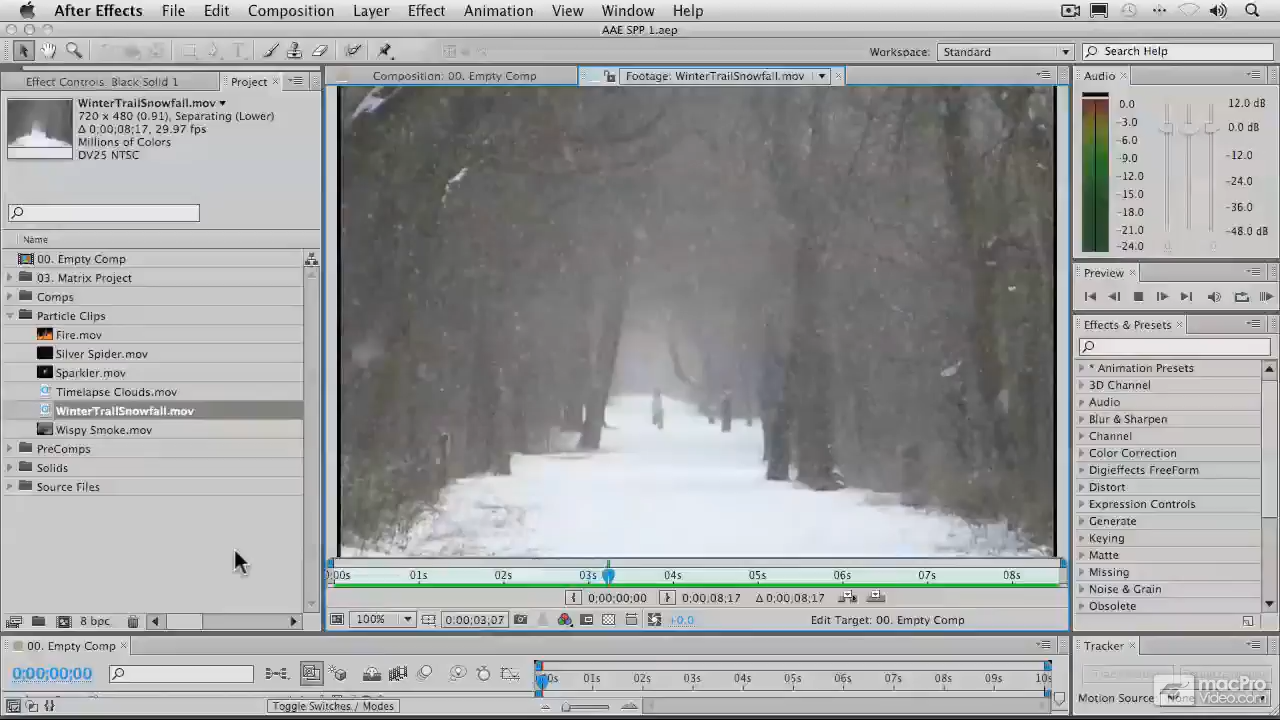 After Effects File Edit Composition Layer Effect Animation View Window Help
AAE SPP 1.aep
Workspace: Standard Search Help
Effect Controls: Black Solid 1 Project
Composition: 00. Empty Comp Footage: WinterTrailSnowfall.mov
Audio
WinterTrailSnowfall.mov
720 x 480 (0.91), Separating (Lower)
Δ 0;00;08;17, 29.97 fps
Millions of Colors
DV25 NTSC
0.0 12.0 dB
-3.0 0.0 dB
-6.0
-9.0 -12.0
-12.0
-15.0 -24.0
-18.0 -36.0
-21.0
-24.0 -48.0 dB
Name
00. Empty Comp
03. Matrix Project
Comps
Particle Clips
Fire.mov
Silver Spider.mov
Sparkler.mov
Timelapse Clouds.mov
WinterTrailSnowfall.mov
Wispy Smoke.mov
PreComps
Solids
Source Files
Preview
Effects & Presets
* Animation Presets
3D Channel
Audio
Blur & Sharpen
Channel
Color Correction
Digieffects FreeForm
Distort
Expression Controls
Generate
Keying
Matte
Missing
Noise & Grain
Obsolete
:00s 01s 02s 03s 04s 05s 06s 07s 08s
0;00;00;00 0;00;08;17 Δ 0;00;08;17
8 bpc
100% 0;00;03;07 +0.0 Edit Target: 00. Empty Comp
00. Empty Comp
0;00;00;00
00s 01s 02s 03s 04s 05s 06s 07s 08s 09s 10s
Toggle Switches / Modes
Tracker
Motion Source:
macPro
Video.com